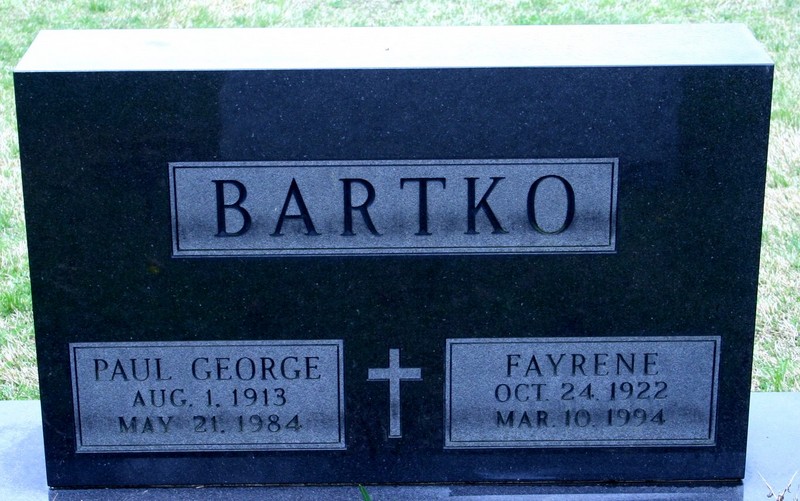 BARTKO
PAUL GEORGE
AUG. 1. 1913
MAY 21. 1984
FAYRENE
OCT. 24. 1922
MAR. 10. 1994